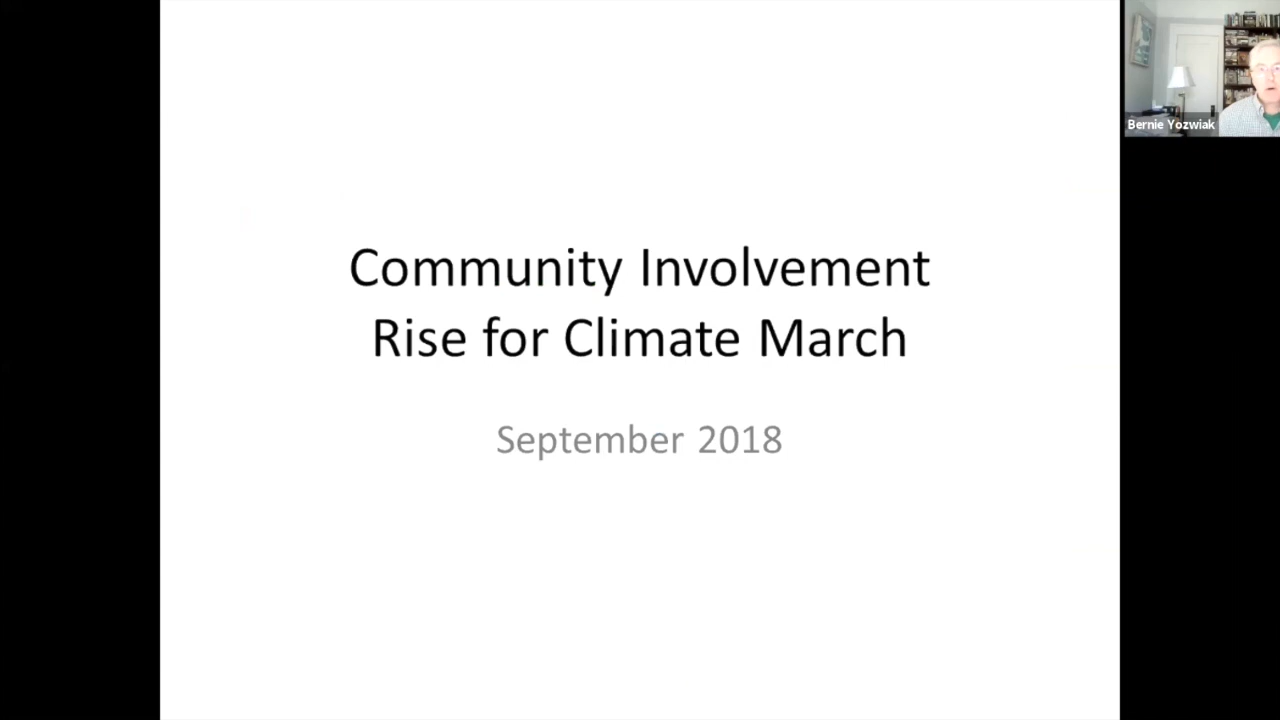 Community Involvement
Rise for Climate March
September 2018
Bernie Yozwiak